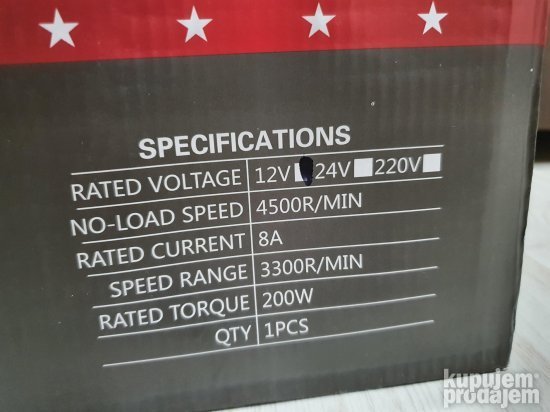 SPECIFICATIONS
RATED VOLTAGE 12V 24V 220V
NO-LOAD SPEED 4500R/MIN
RATED CURRENT 8A
SPEED RANGE 3300R/MIN
RATED TORQUE 200W
QTY 1PCS
kupujem
prodajem